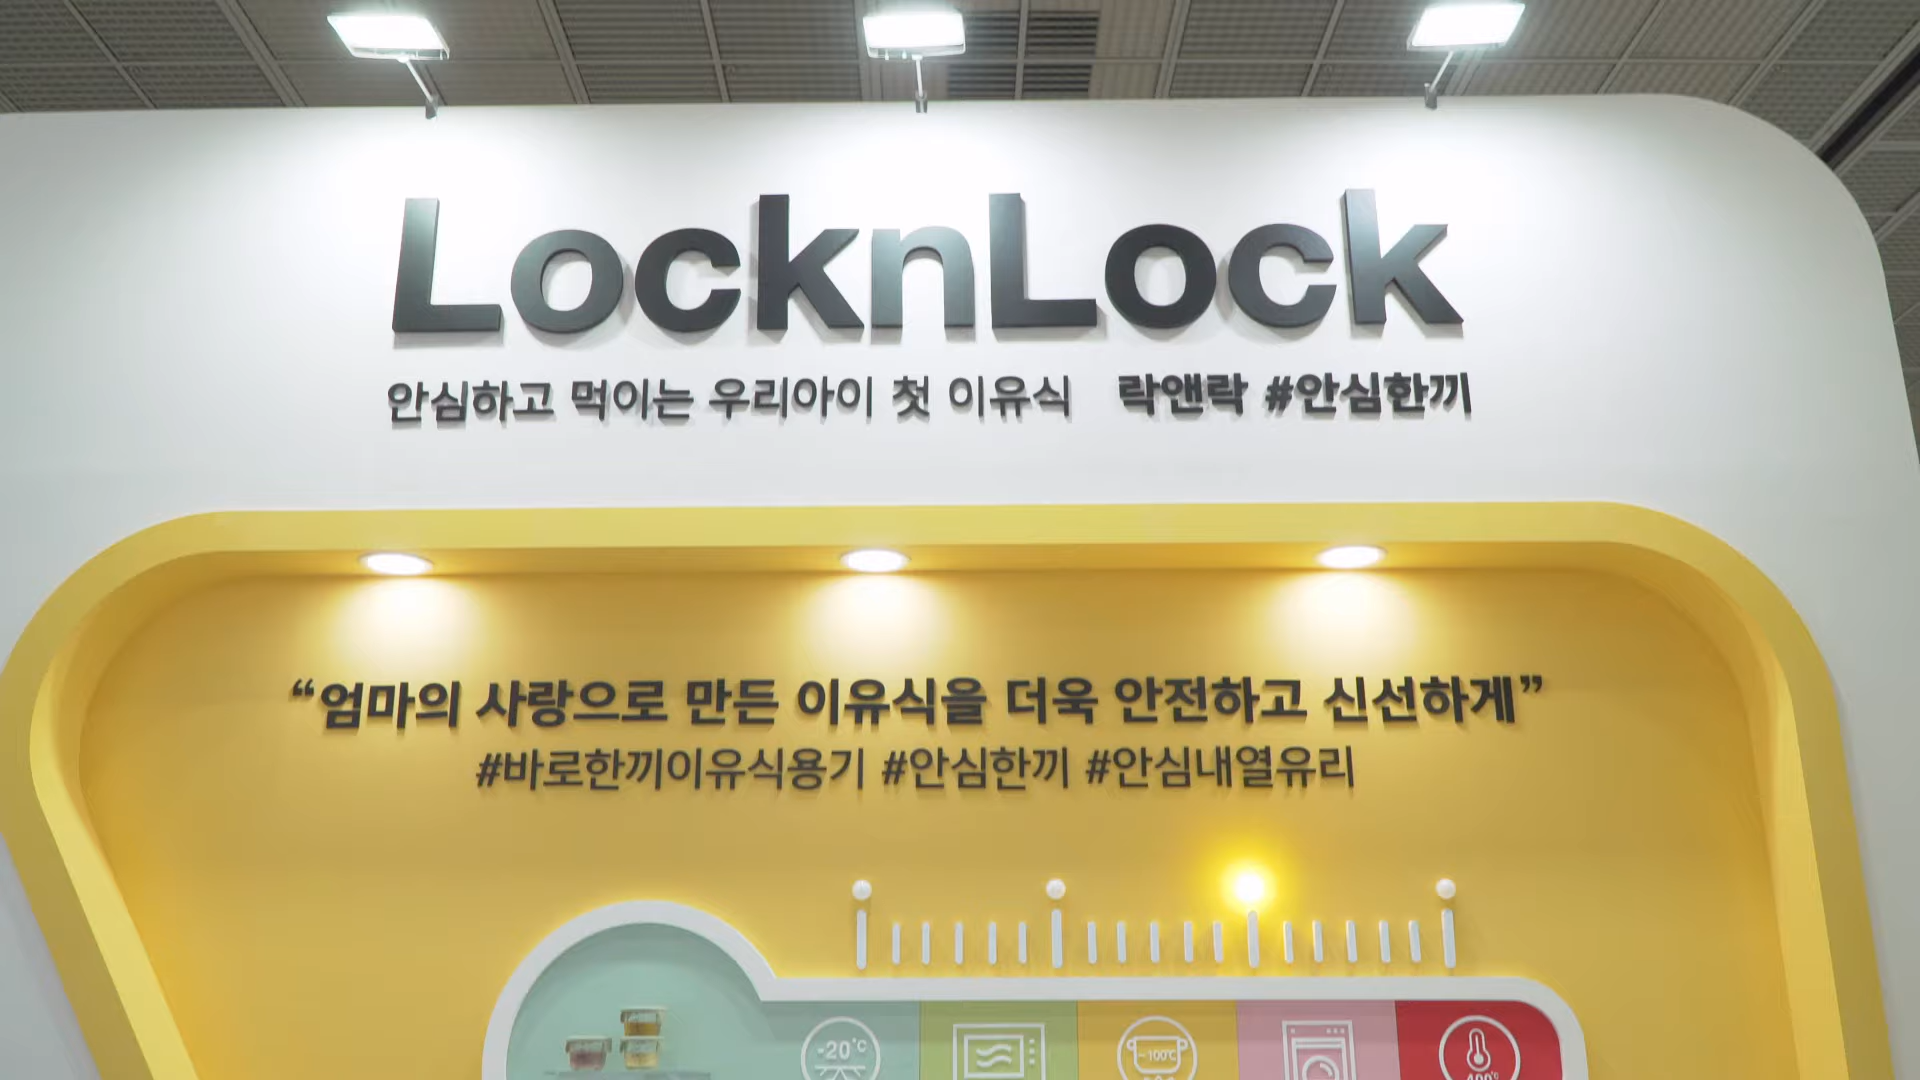 LocknLock
안심하고 먹이는 우리아이 첫 이유식 락앤락 #안심한끼
“엄마의 사랑으로 만든 이유식을 더욱 안전하고 신선하게”
#바로한끼이유식용기 #안심한끼 #안심내열유리
-20°C ~100℃